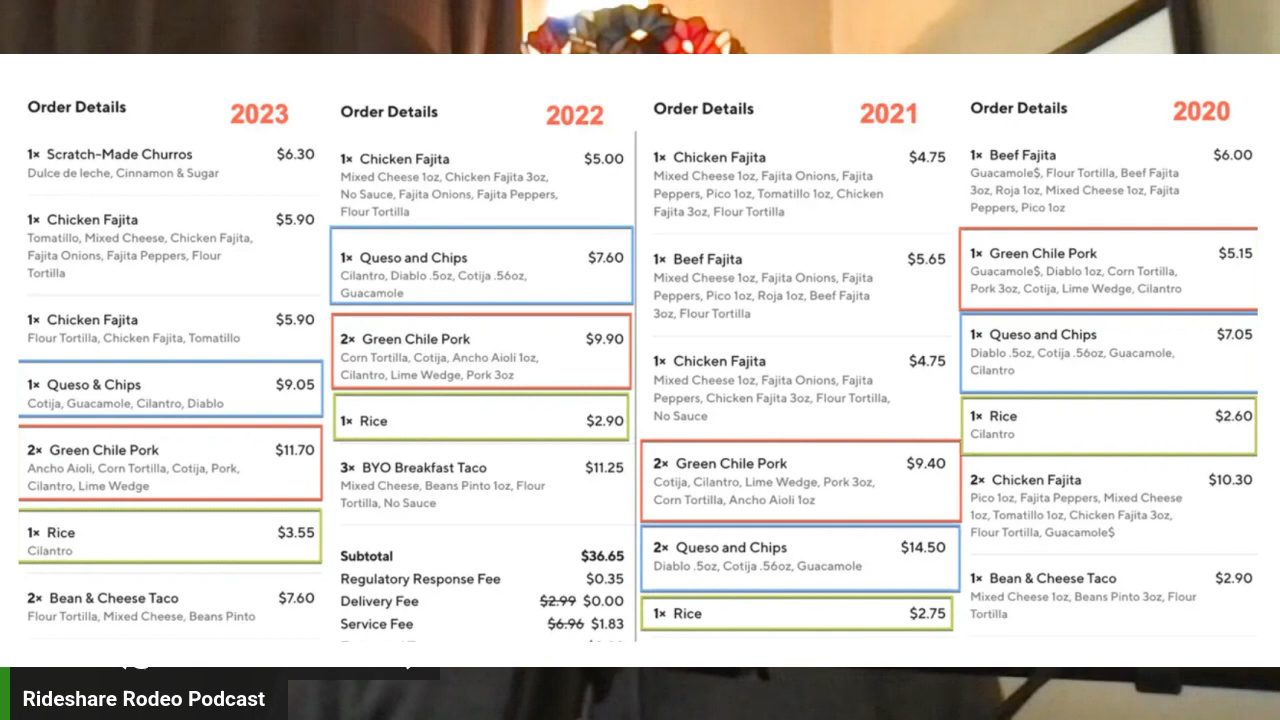 Order Details
2023
1× Scratch-Made Churros $6.30
Dulce de leche, Cinnamon & Sugar
1× Chicken Fajita $5.90
Tomatillo, Mixed Cheese, Chicken Fajita,
Fajita Onions, Fajita Peppers, Flour
Tortilla
1× Chicken Fajita $5.90
Flour Tortilla, Chicken Fajita, Tomatillo
1× Queso & Chips $9.05
Cotija, Guacamole, Cilantro, Diablo
2× Green Chile Pork $11.70
Ancho Aioli, Corn Tortilla, Cotija, Pork,
Cilantro, Lime Wedge
1× Rice $3.55
Cilantro
2× Bean & Cheese Taco $7.60
Flour Tortilla, Mixed Cheese, Beans Pinto
Order Details
2022
1× Chicken Fajita $5.00
Mixed Cheese 1oz, Chicken Fajita 3oz,
No Sauce, Fajita Onions, Fajita Peppers,
Flour Tortilla
1× Queso and Chips $7.60
Cilantro, Diablo .5oz, Cotija .56oz,
Guacamole
2× Green Chile Pork $9.90
Corn Tortilla, Cotija, Ancho Aioli 1oz,
Cilantro, Lime Wedge, Pork 3oz
1× Rice $2.90
3× BYO Breakfast Taco $11.25
Mixed Cheese, Beans Pinto 1oz, Flour
Tortilla, No Sauce
Subtotal $36.65
Regulatory Response Fee $0.35
Delivery Fee $2.99 $0.00
Service Fee $6.96 $1.83
Order Details
2021
1× Chicken Fajita $4.75
Mixed Cheese 1oz, Fajita Onions, Fajita
Peppers, Pico 1oz, Tomatillo 1oz, Chicken
Fajita 3oz, Flour Tortilla
1× Beef Fajita $5.65
Mixed Cheese 1oz, Fajita Onions, Fajita
Peppers, Pico 1oz, Roja 1oz, Beef Fajita
3oz, Flour Tortilla
1× Chicken Fajita $4.75
Mixed Cheese 1oz, Fajita Onions, Fajita
Peppers, Chicken Fajita 3oz, Flour Tortilla,
No Sauce
2× Green Chile Pork $9.40
Cotija, Cilantro, Lime Wedge, Pork 3oz,
Corn Tortilla, Ancho Aioli 1oz
2× Queso and Chips $14.50
Diablo .5oz, Cotija .56oz, Guacamole
1× Rice $2.75
Order Details
2020
1× Beef Fajita $6.00
Guacamole$, Flour Tortilla, Beef Fajita
3oz, Roja 1oz, Mixed Cheese 1oz, Fajita
Peppers, Pico 1oz
1× Green Chile Pork $5.15
Guacamole$, Diablo 1oz, Corn Tortilla,
Pork 3oz, Cotija, Lime Wedge, Cilantro
1× Queso and Chips $7.05
Diablo .5oz, Cotija .56oz, Guacamole,
Cilantro
1× Rice $2.60
Cilantro
2× Chicken Fajita $10.30
Pico 1oz, Fajita Peppers, Mixed Cheese
1oz, Tomatillo 1oz, Chicken Fajita 3oz,
Flour Tortilla, Guacamole$
1× Bean & Cheese Taco $2.90
Mixed Cheese 1oz, Beans Pinto 3oz, Flour
Tortilla
Rideshare Rodeo Podcast